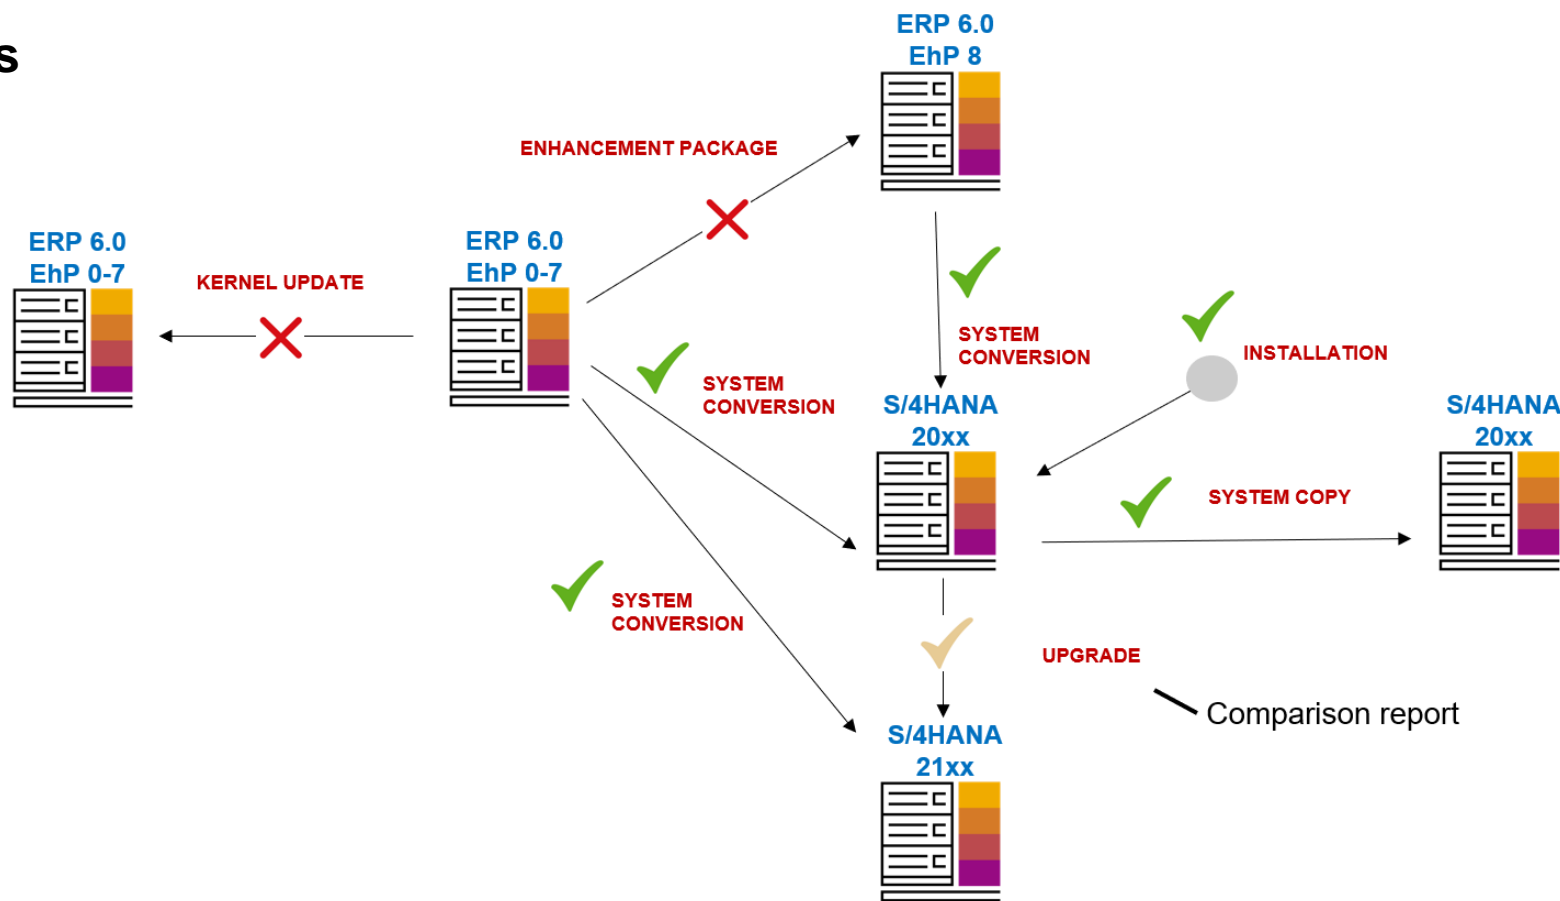 s
ERP 6.0
EhP 8
ENHANCEMENT PACKAGE
ERP 6.0
EhP 0-7
KERNEL UPDATE
ERP 6.0
EhP 0-7
SYSTEM
CONVERSION
INSTALLATION
SYSTEM
CONVERSION
S/4HANA
20xx
S/4HANA
20xx
SYSTEM COPY
SYSTEM
CONVERSION
UPGRADE
Comparison report
S/4HANA
21xx